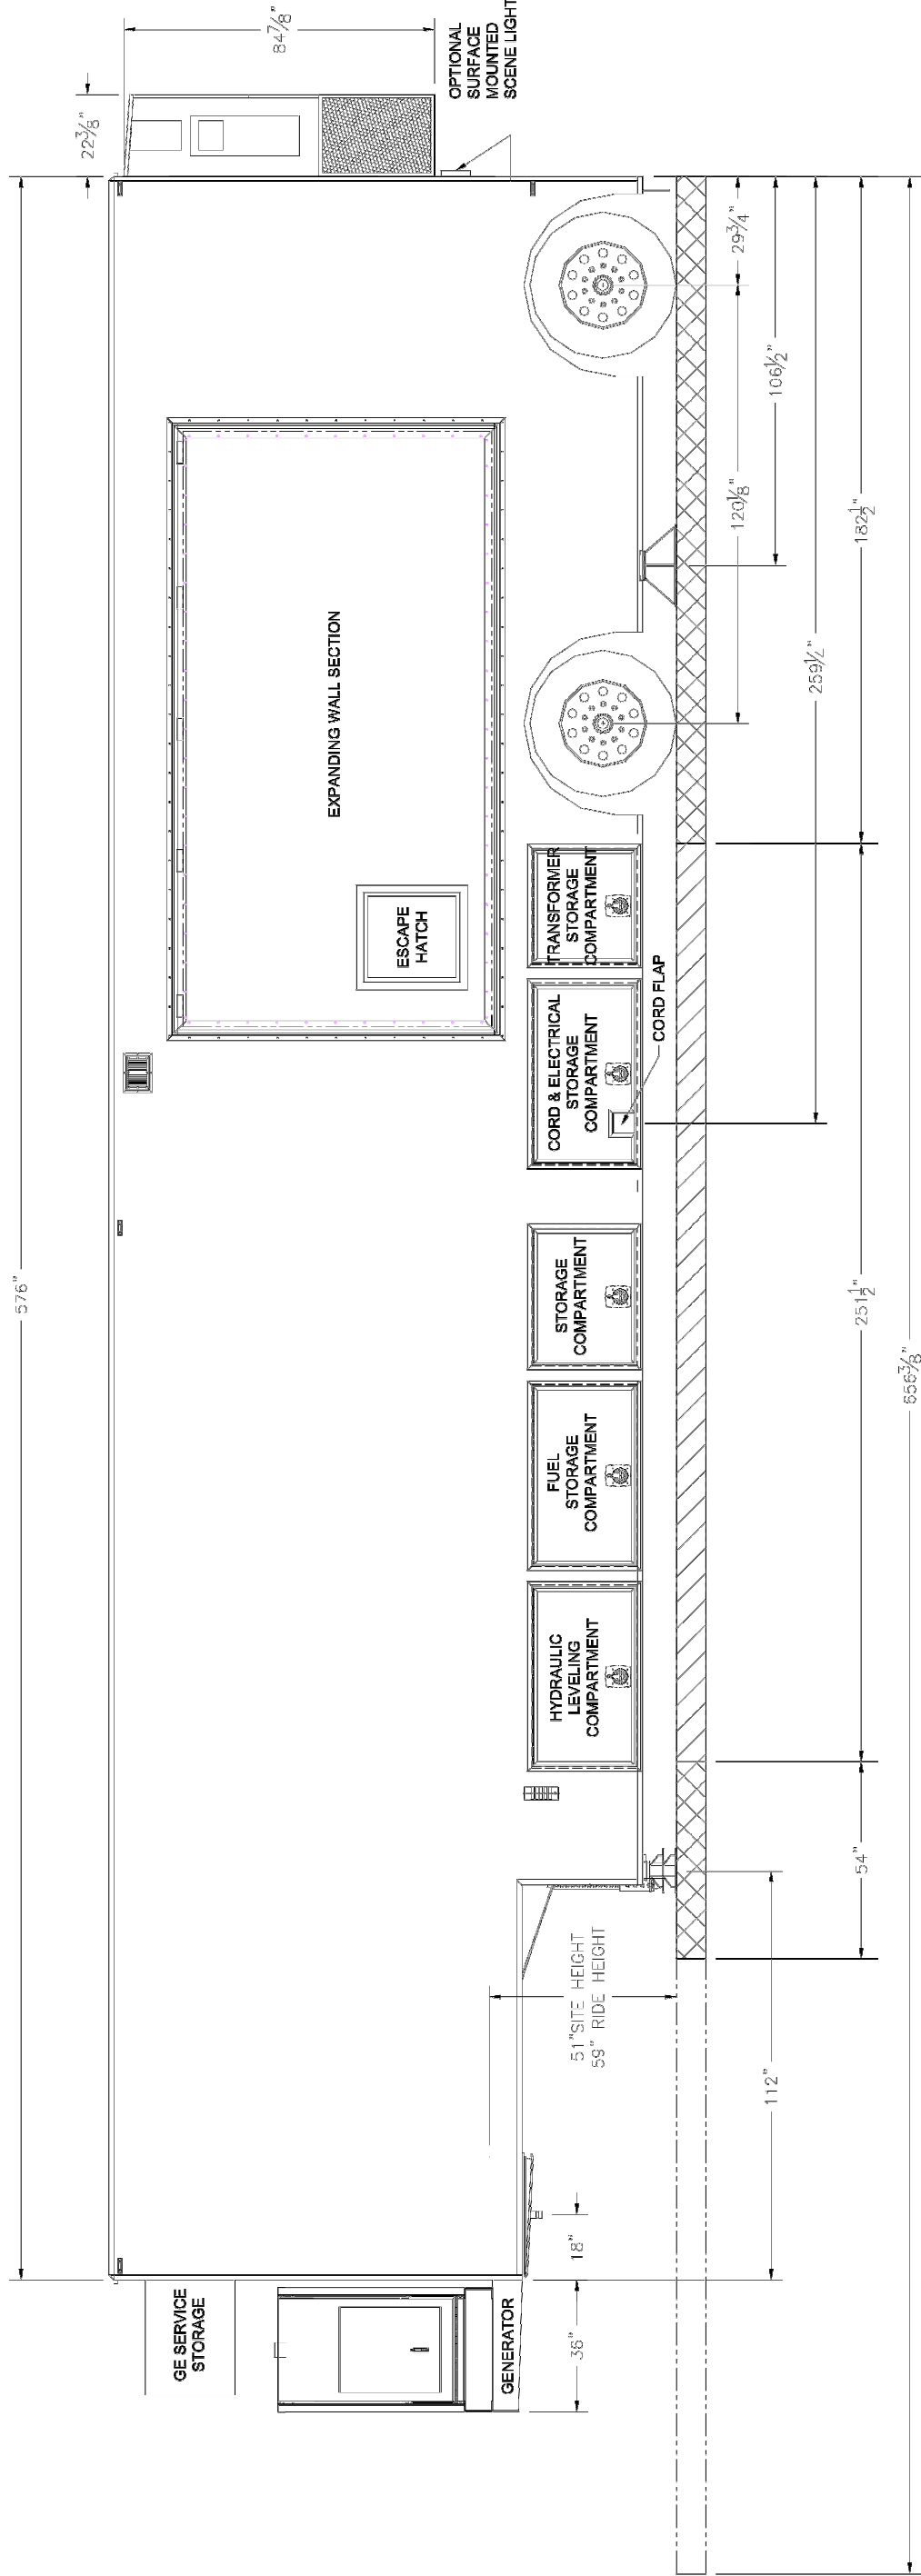 576"
22⅜"
84⅞"
OPTIONAL
SURFACE
MOUNTED
SCENE LIGHT
EXPANDING WALL SECTION
ESCAPE
HATCH
GE SERVICE
STORAGE
GENERATOR
36"
18"
51" SITE HEIGHT
59" RIDE HEIGHT
HYDRAULIC
LEVELING
COMPARTMENT
FUEL
STORAGE
COMPARTMENT
STORAGE
COMPARTMENT
CORD & ELECTRICAL
STORAGE
COMPARTMENT
TRANSFORMER
STORAGE
COMPARTMENT
CORD FLAP
120⅛"
29¾"
112"
106½"
259½"
54"
251½"
182½"
656⅜"